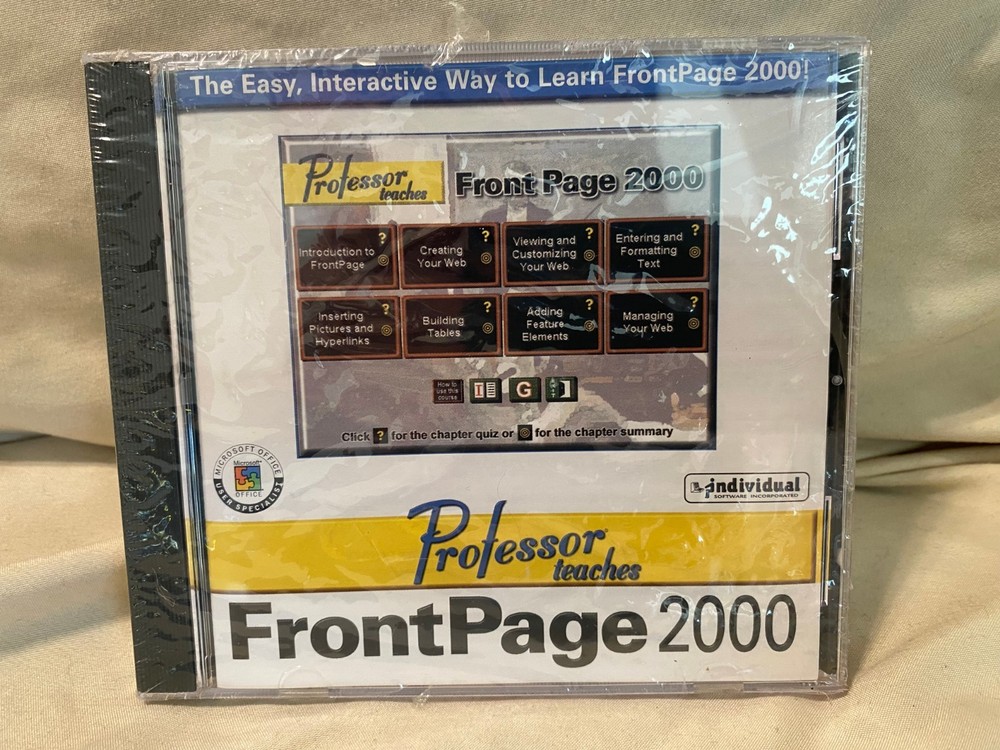 The Easy, Interactive Way to Learn FrontPage 2000!
Professor
teaches
Front Page 2000
Introduction to
FrontPage
?
Creating
Your Web
?
Viewing and
Customizing
Your Web
?
Entering and
Formatting
Text
?
Inserting
Pictures and
Hyperlinks
?
Building
Tables
?
Adding
Feature
Elements
?
Managing
Your Web
?
How to
use this
course
I
G
Click ? for the chapter quiz or for the chapter summary
MICROSOFT OFFICE
Microsoft
OFFICE
USER SPECIALIST
individual
SOFTWARE INCORPORATED
Professor
teaches
FrontPage 2000